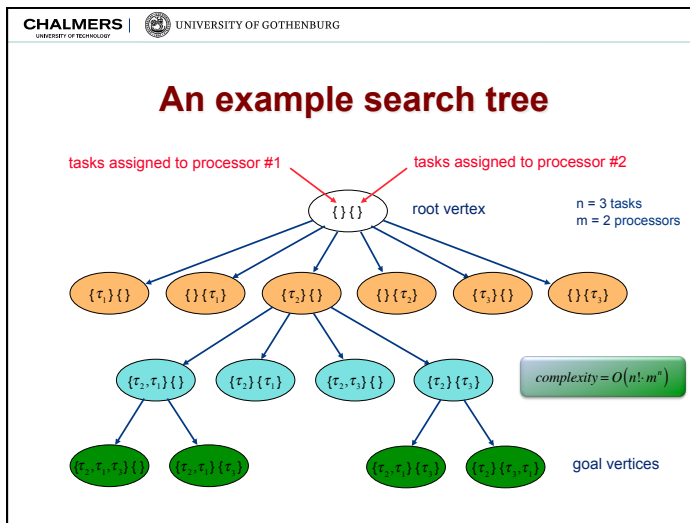 CHALMERS
UNIVERSITY OF TECHNOLOGY
UNIVERSITY OF GOTHENBURG
An example search tree
tasks assigned to processor #1
tasks assigned to processor #2
{ } { }
root vertex
n = 3 tasks
m = 2 processors
{τ₁} { }
{ } {τ₁}
{τ₂} { }
{ } {τ₂}
{τ₃} { }
{ } {τ₃}
{τ₂, τ₁} { }
{τ₂} {τ₁}
{τ₂, τ₃} { }
{τ₂} {τ₃}
complexity = O(n!·mⁿ)
{τ₂, τ₁, τ₃} { }
{τ₂, τ₁} {τ₃}
{τ₂, τ₁} {τ₃}
{τ₂} {τ₃, τ₁}
goal vertices